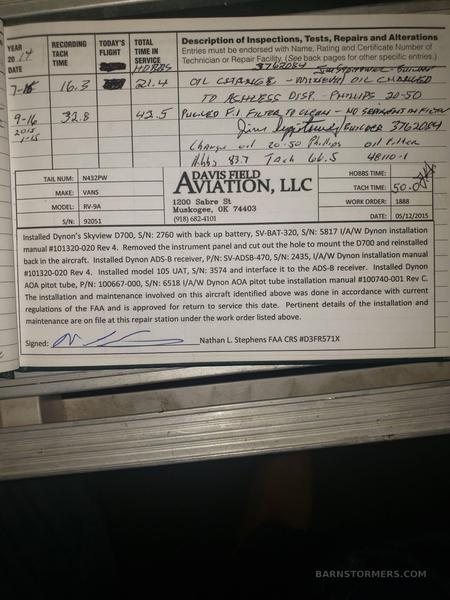 YEAR RECORDING TODAY'S TOTAL Description of Inspections, Tests, Repairs and Alterations
2014 TACH FLIGHT TIME IN Entries must be endorsed with Name, Rating and Certificate Number of
DATE TIME SERVICE Technician or Repair Facility. (See back pages for other specific entries.)
HOBBS 3762084
16.3 21.4 OIL CHANGE - MINERAL OIL CHANGED
TO ASHLESS DISP. - PHILLIPS 20-50
9-16 32.8 42.5 PULLED F.I. FILTER TO CLEAN - NO SEDIMENT IN FILTER
2015 BUILDER 3762084
1-15 Change oil 20-50 Phillips oil filter
Hobbs 83.7 Tach 66.5 48110-1
TAIL NUM: N432PW DAVIS FIELD HOBBS TIME:
MAKE: VANS AVIATION, LLC TACH TIME: 50.0
MODEL: RV-9A 1200 Sabre St WORK ORDER: 1888
Muskogee, OK 74403
S/N: 92051 (918) 682-4101 DATE: 05/12/2015
Installed Dynon's Skyview D700, S/N: 2760 with back up battery, SV-BAT-320, S/N: 5817 I/A/W Dynon installation
manual #101320-020 Rev 4. Removed the instrument panel and cut out the hole to mount the D700 and reinstalled
back in the aircraft. Installed Dynon ADS-B receiver, P/N: SV-ADSB-470, S/N: 2435, I/A/W Dynon installation manual
#101320-020 Rev 4. Installed model 105 UAT, S/N: 3574 and interface it to the ADS-B receiver. Installed Dynon
AOA pitot tube, P/N: 100667-000, S/N: 6518 I/A/W Dynon AOA pitot tube installation manual #100740-001 Rev C.
The installation and maintenance involved on this aircraft identified above was done in accordance with current
regulations of the FAA and is approved for return to service this date. Pertinent details of the installation and
maintenance are on file at this repair station under the work order listed above.
Signed: Nathan L. Stephens FAA CRS #D3FR571X
BARNSTORMERS.COM